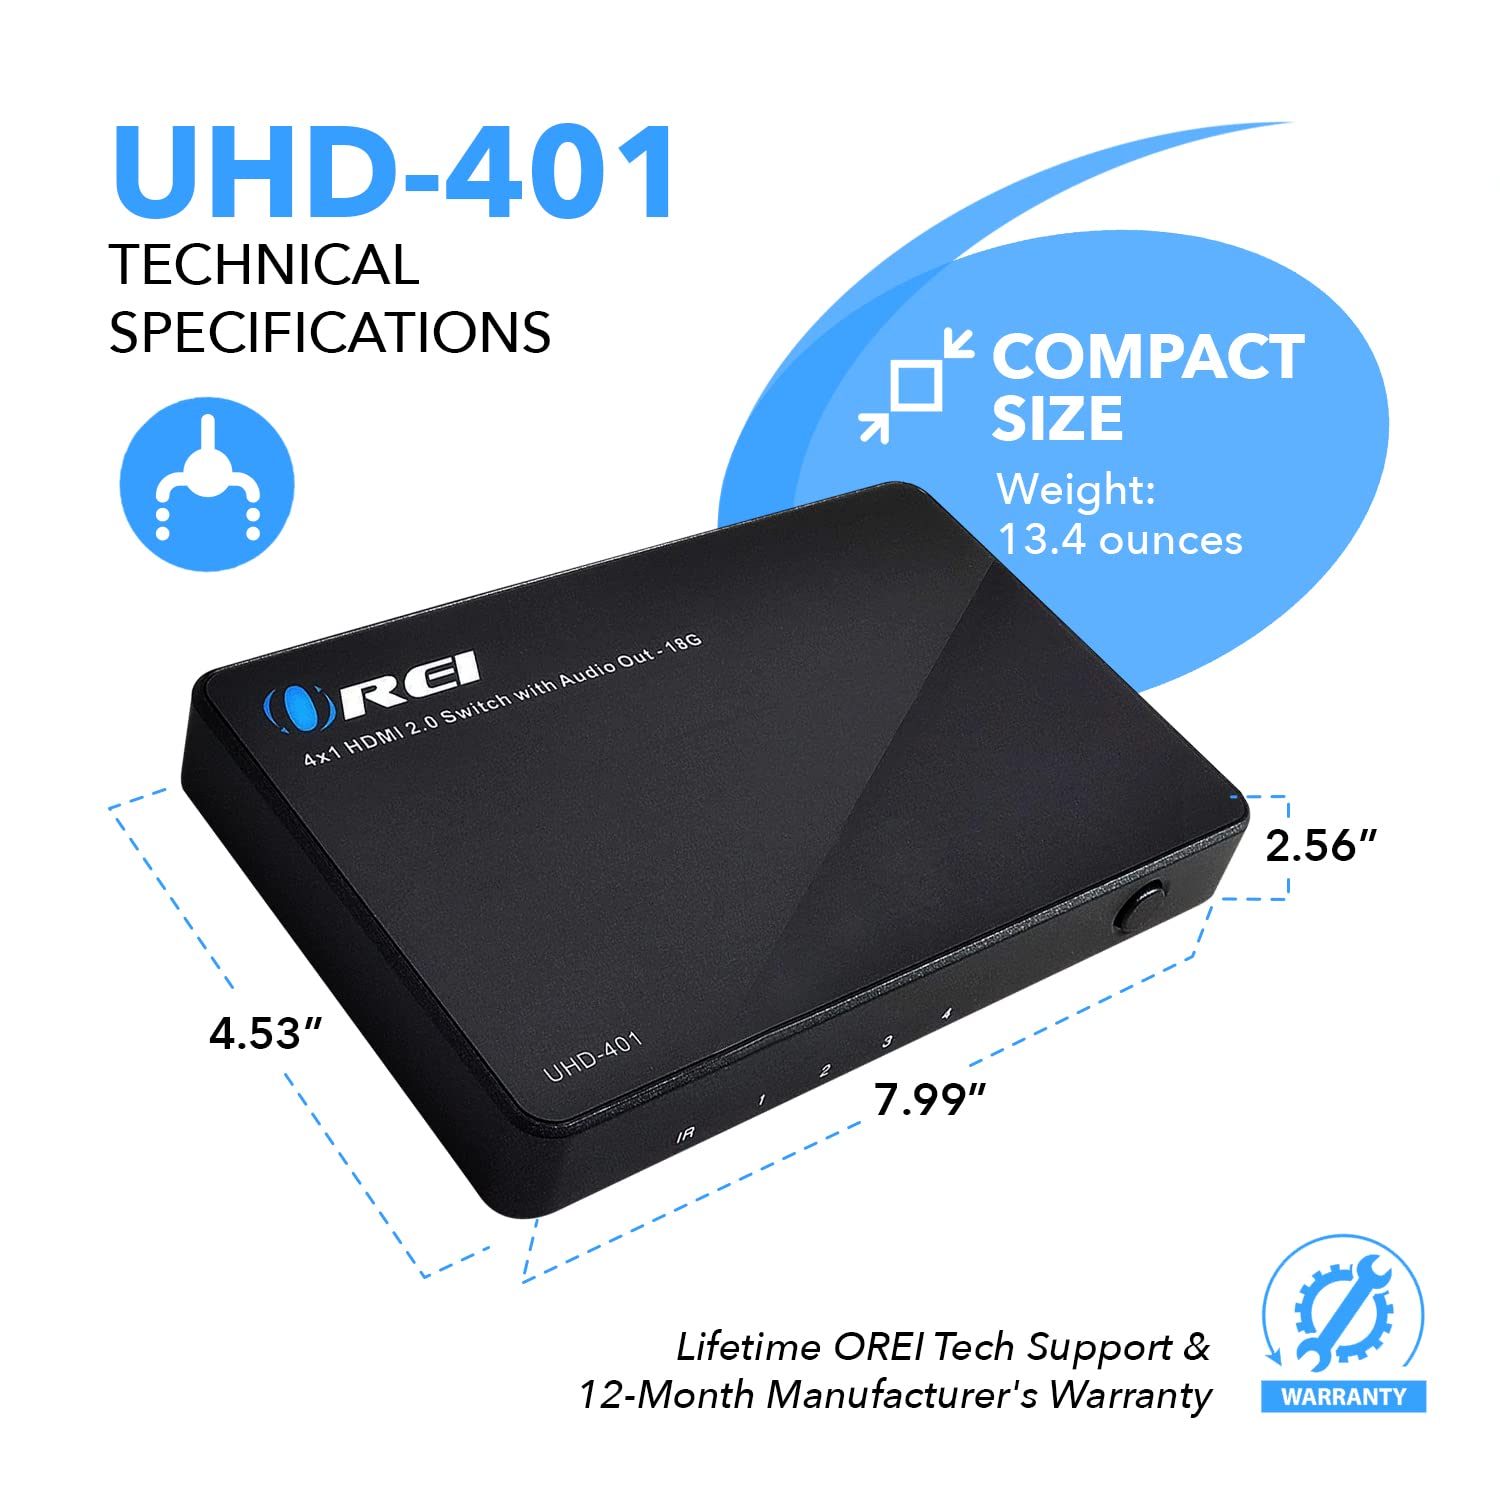 UHD-401
TECHNICAL
SPECIFICATIONS
COMPACT
SIZE
Weight:
13.4 ounces
OREI
4x1 HDMI 2.0 Switch with Audio Out - 18G
UHD-401
IR 1 2 3 4
2.56”
4.53”
7.99”
Lifetime OREI Tech Support &
12-Month Manufacturer's Warranty
WARRANTY